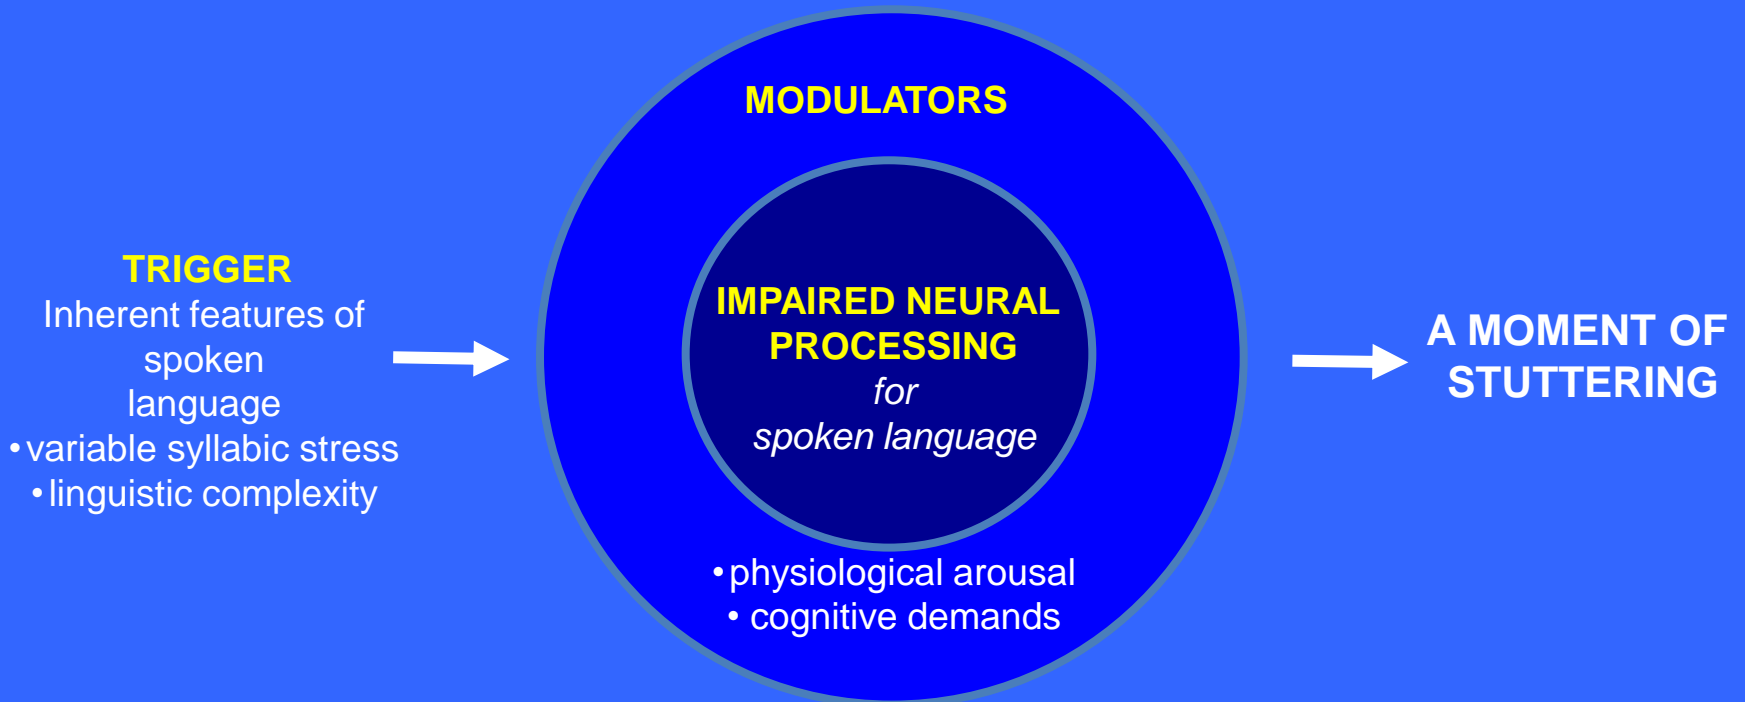 TRIGGER
Inherent features of
spoken
language
• variable syllabic stress
• linguistic complexity
MODULATORS
IMPAIRED NEURAL
PROCESSING
for
spoken language
• physiological arousal
• cognitive demands
A MOMENT OF
STUTTERING